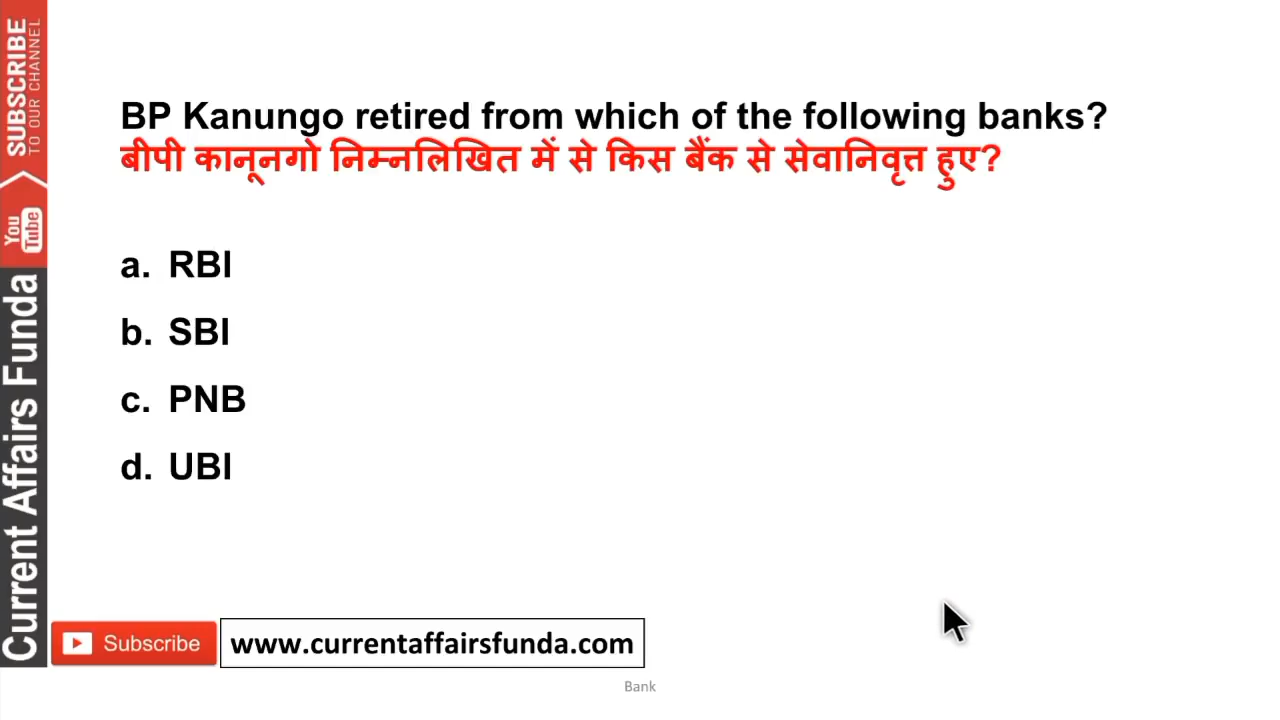 BP Kanungo retired from which of the following banks?
बीपी कानूनगो निम्नलिखित में से किस बैंक से सेवानिवृत्त हुए?
a. RBI
b. SBI
c. PNB
d. UBI
SUBSCRIBE
TO OUR CHANNEL
You
Tube
Current Affairs Funda
Subscribe
www.currentaffairsfunda.com
Bank